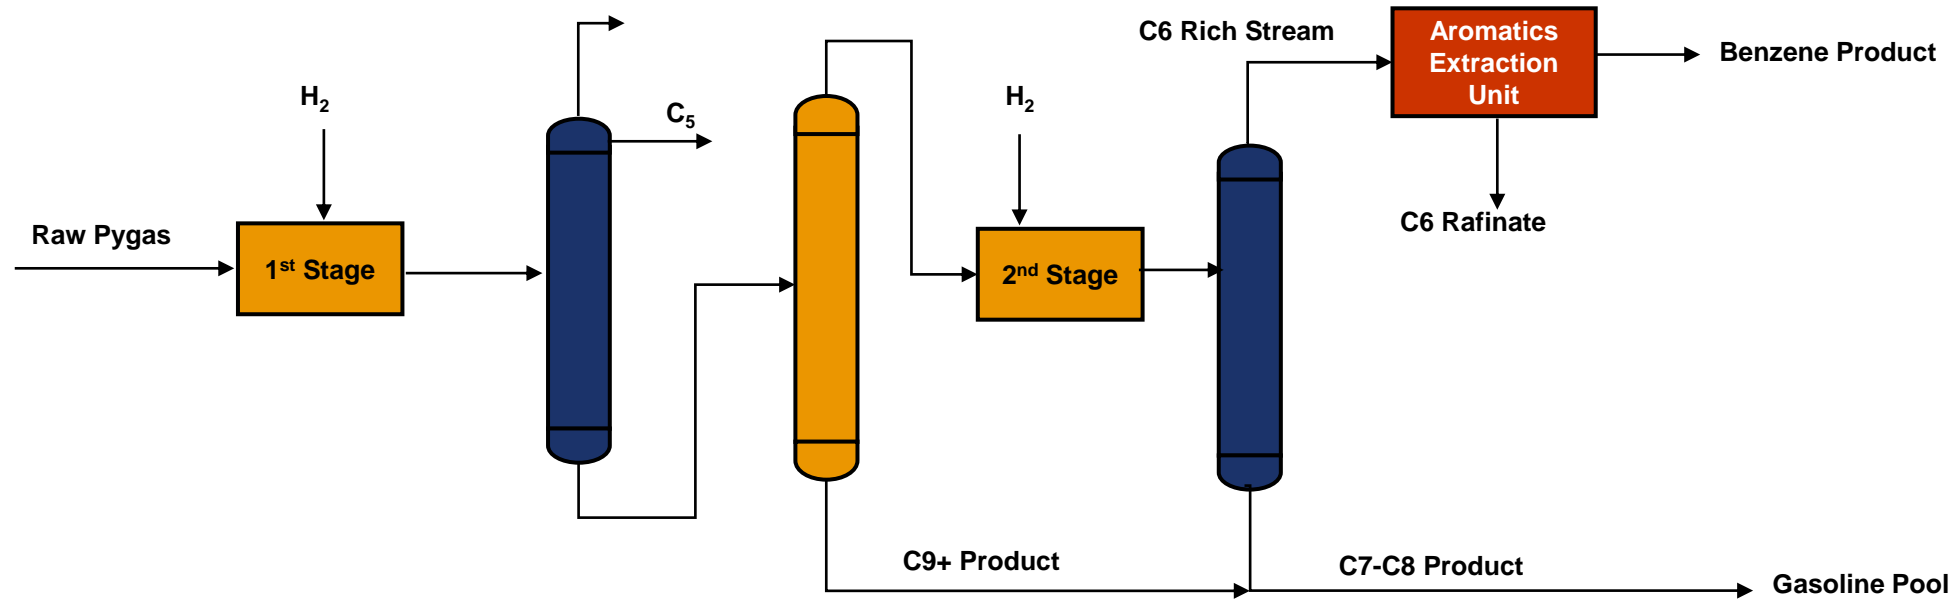 C6 Rich Stream
Aromatics
Extraction
Unit
Benzene Product
H₂
C₅
H₂
C6 Rafinate
Raw Pygas
1ˢᵗ Stage
2ⁿᵈ Stage
C9+ Product
C7-C8 Product
Gasoline Pool